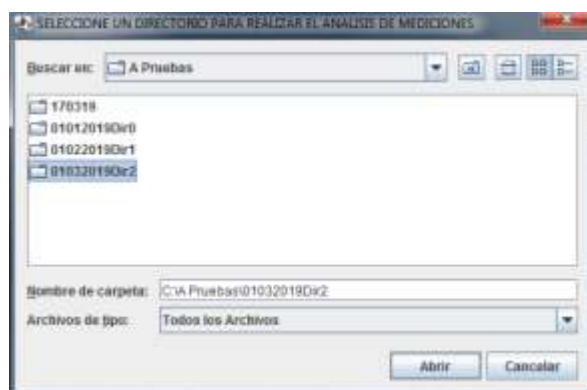 SELECCIONE UN DIRECTORIO PARA REALIZAR EL ANALISIS DE MEDICIONES
Buscar en: A Pruebas
170319
01012019Dir0
01022019Dir1
01032019Dir2
Nombre de carpeta: C:\A Pruebas\01032019Dir2
Archivos de tipo: Todos los Archivos
Abrir Cancelar